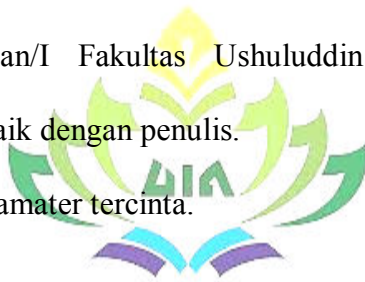 an/I Fakultas Ushuluddin
aik dengan penulis.
amater tercinta.